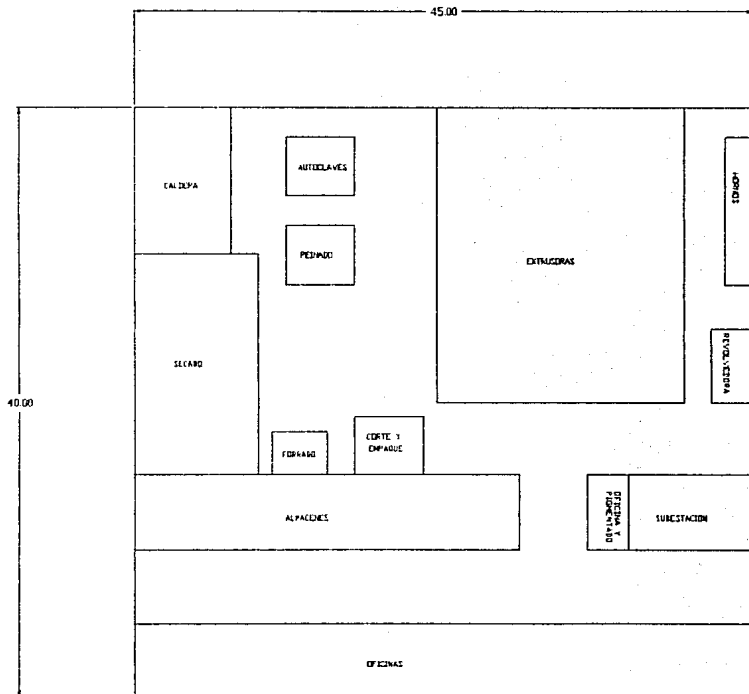 45.00
AUTOCLAVES
CALDERA
HORNOS
PEINADO
EXTRUSORAS
REVOLVEDORA
SECADO
40.00
CORTE Y
EMPAQUE
FORRADO
ALMACENES
OFICINA Y
PIGMENTADO
SUBESTACION
OFICINAS